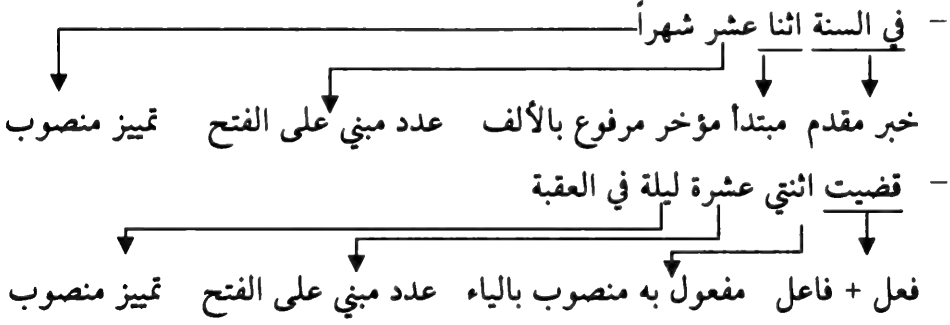 - في السنة اثنا عشر شهراً
خبر مقدم مبتدأ مؤخر مرفوع بالألف عدد مبني على الفتح تمييز منصوب
- قضيت اثنتي عشرة ليلة في العقبة
فعل + فاعل مفعول به منصوب بالياء عدد مبني على الفتح تمييز منصوب